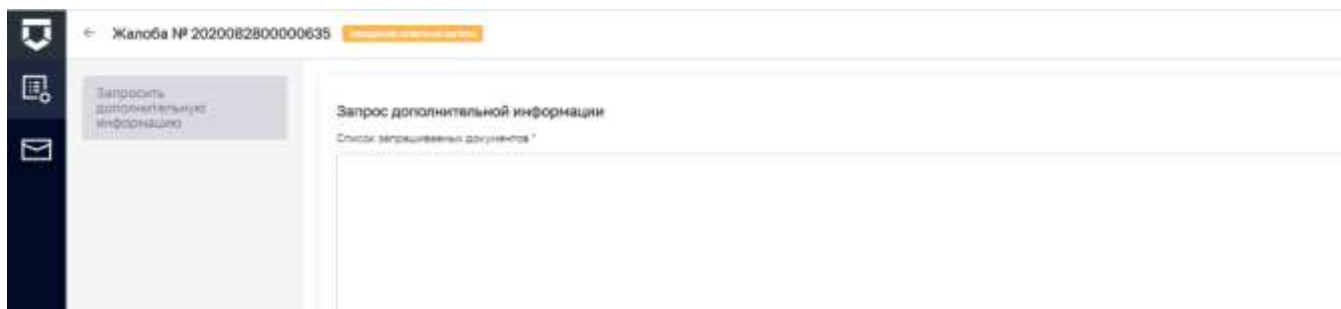 ← Жалоба № 2020082800000635
Запросить
дополнительную
информацию
Запрос дополнительной информации
Список запрашиваемых документов *